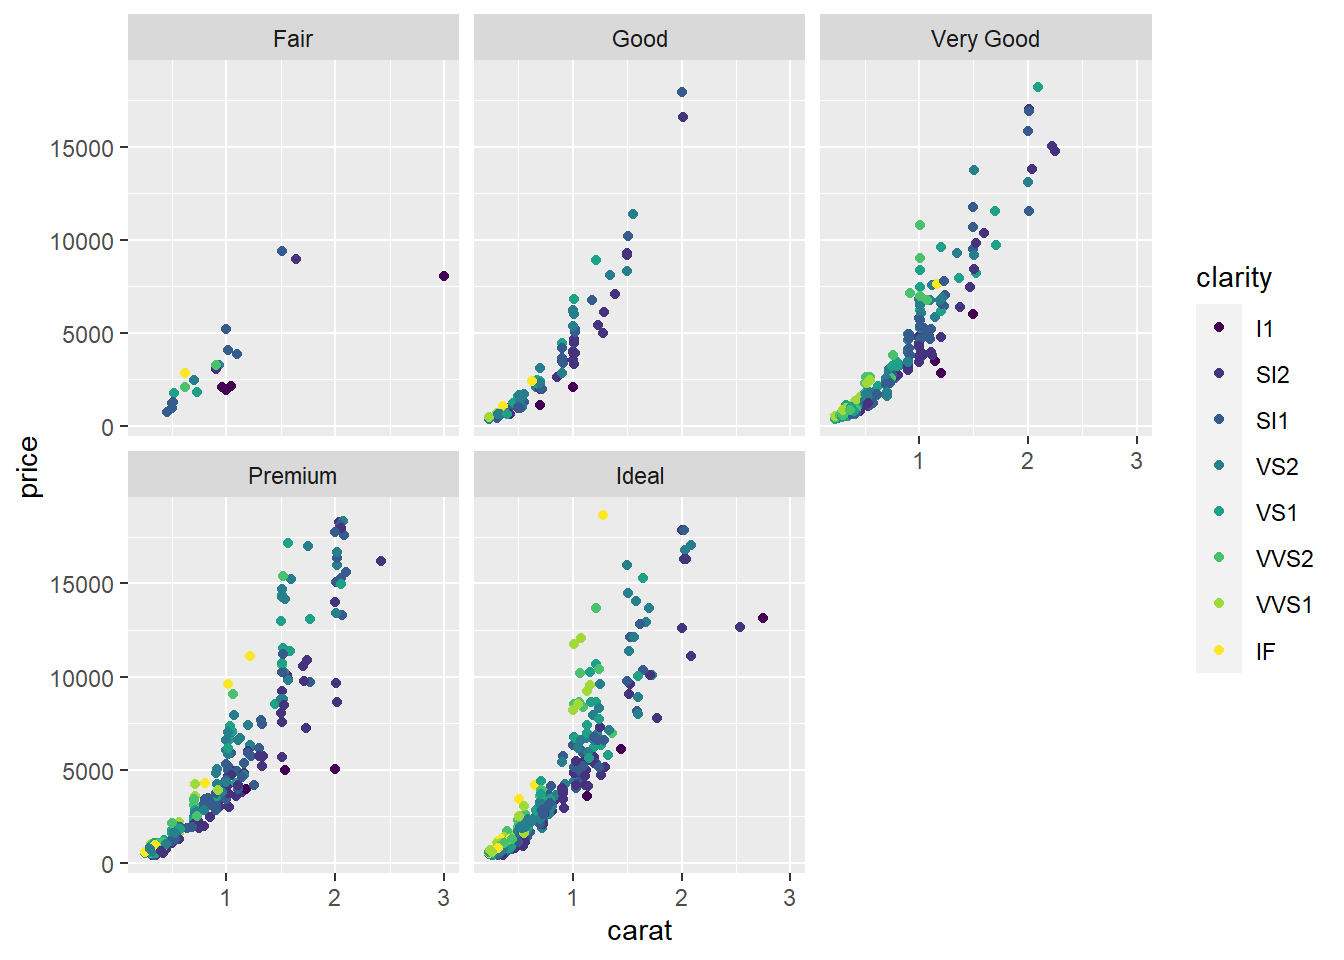 Fair
Good
Very Good
15000
10000
5000
0
1 2 3
Premium
Ideal
15000
10000
5000
0
1 2 3
1 2 3
carat
price
clarity
I1
SI2
SI1
VS2
VS1
VVS2
VVS1
IF